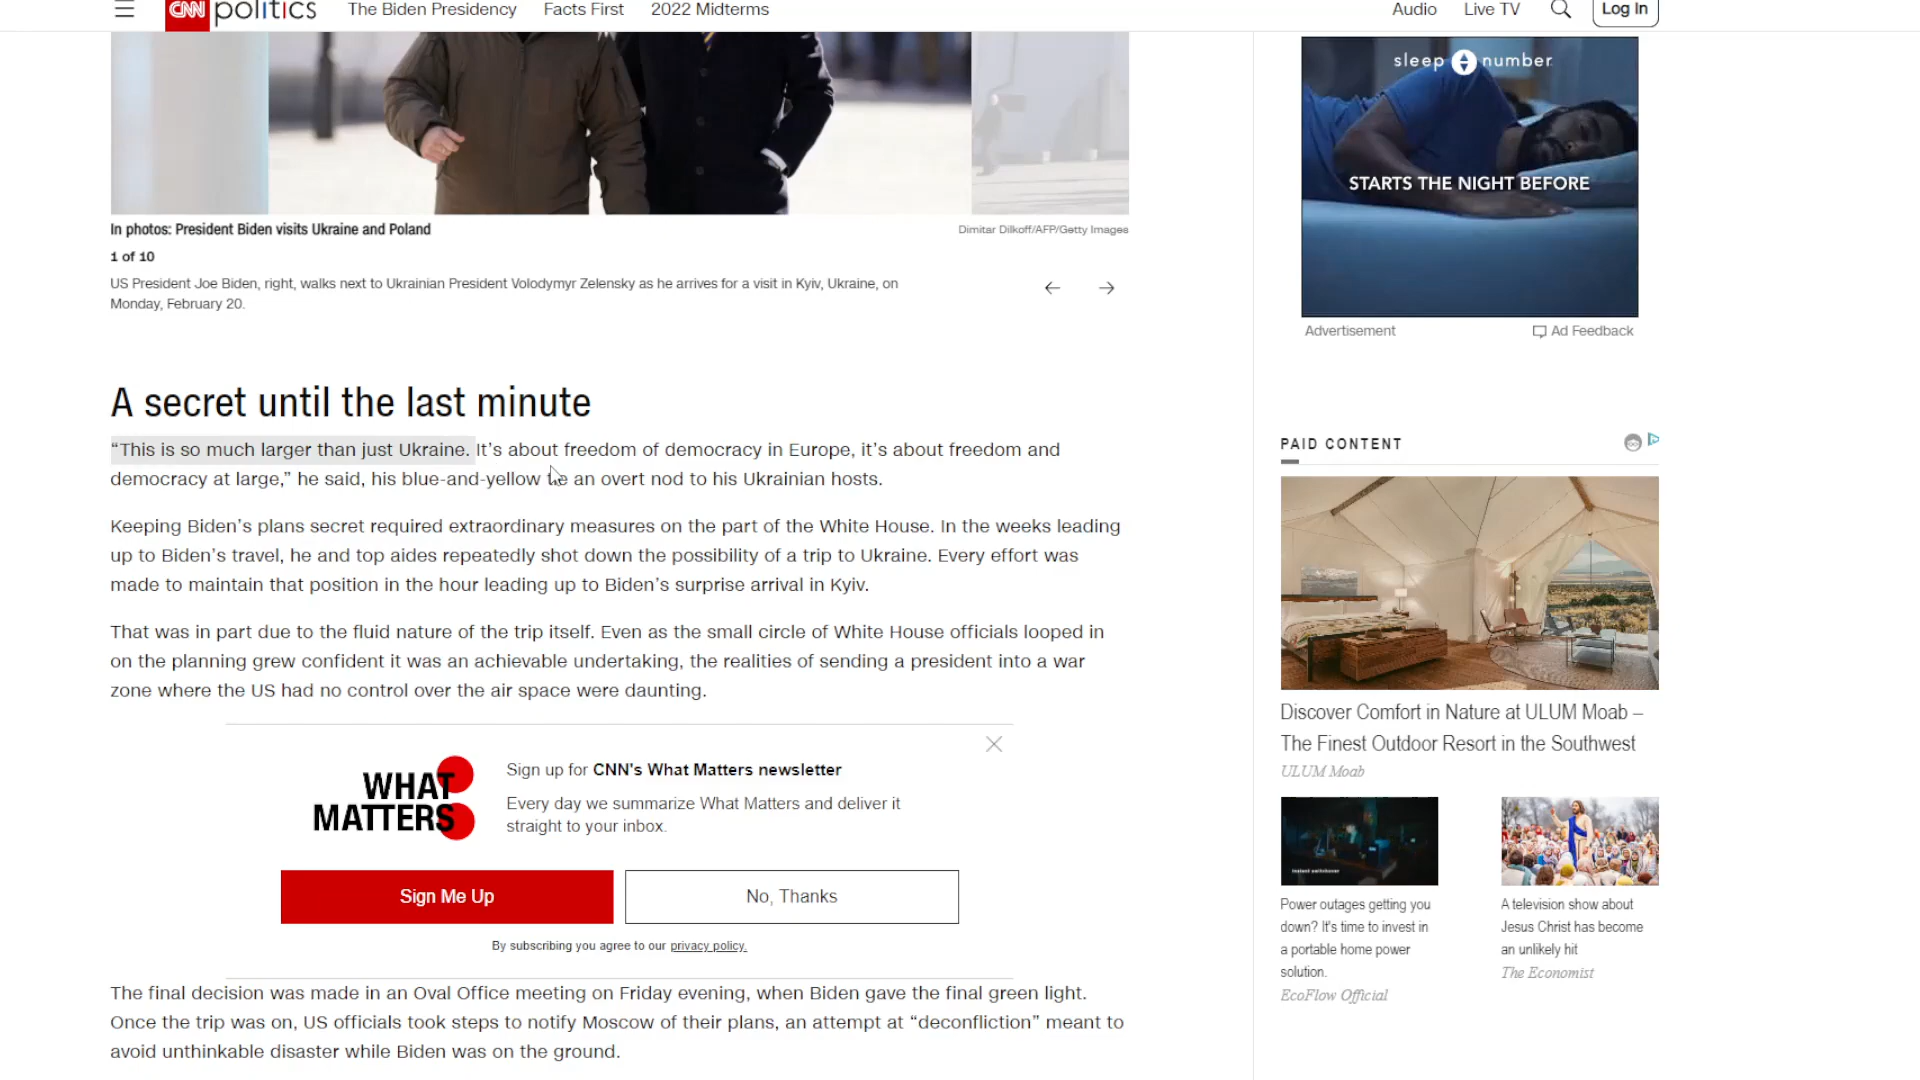 CNN politics The Biden Presidency Facts First 2022 Midterms Audio Live TV Log In
In photos: President Biden visits Ukraine and Poland
Dimitar Dilkoff/AFP/Getty Images
1 of 10
US President Joe Biden, right, walks next to Ukrainian President Volodymyr Zelensky as he arrives for a visit in Kyiv, Ukraine, on
Monday, February 20.
A secret until the last minute
“This is so much larger than just Ukraine. It’s about freedom of democracy in Europe, it’s about freedom and
democracy at large,” he said, his blue-and-yellow tie an overt nod to his Ukrainian hosts.
Keeping Biden’s plans secret required extraordinary measures on the part of the White House. In the weeks leading
up to Biden’s travel, he and top aides repeatedly shot down the possibility of a trip to Ukraine. Every effort was
made to maintain that position in the hour leading up to Biden’s surprise arrival in Kyiv.
That was in part due to the fluid nature of the trip itself. Even as the small circle of White House officials looped in
on the planning grew confident it was an achievable undertaking, the realities of sending a president into a war
zone where the US had no control over the air space were daunting.
WHAT
MATTERS
Sign up for CNN's What Matters newsletter
Every day we summarize What Matters and deliver it
straight to your inbox.
Sign Me Up
No, Thanks
By subscribing you agree to our privacy policy.
The final decision was made in an Oval Office meeting on Friday evening, when Biden gave the final green light.
Once the trip was on, US officials took steps to notify Moscow of their plans, an attempt at “deconfliction” meant to
avoid unthinkable disaster while Biden was on the ground.
sleep number
STARTS THE NIGHT BEFORE
Advertisement
Ad Feedback
PAID CONTENT
Discover Comfort in Nature at ULUM Moab –
The Finest Outdoor Resort in the Southwest
ULUM Moab
instant switchover
Power outages getting you
down? It's time to invest in
a portable home power
solution.
EcoFlow Official
A television show about
Jesus Christ has become
an unlikely hit
The Economist